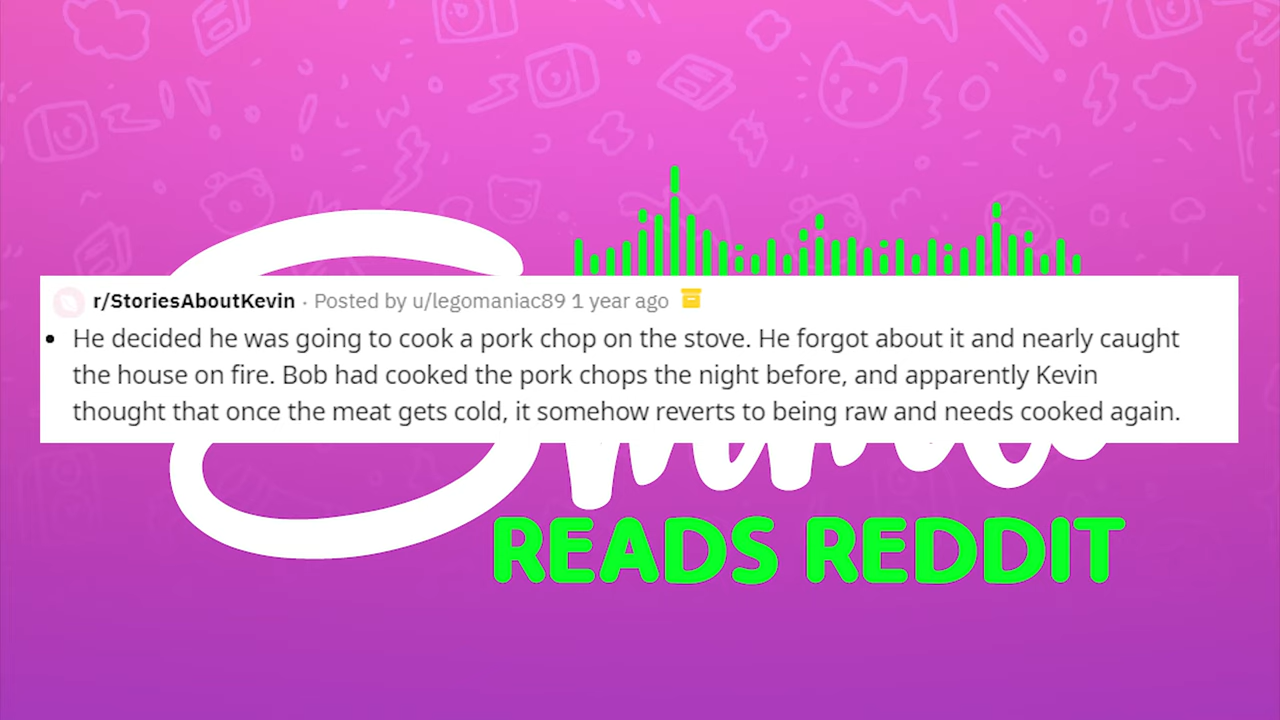 r/StoriesAboutKevin · Posted by u/legomaniac89 1 year ago
• He decided he was going to cook a pork chop on the stove. He forgot about it and nearly caught
the house on fire. Bob had cooked the pork chops the night before, and apparently Kevin
thought that once the meat gets cold, it somehow reverts to being raw and needs cooked again.
READS REDDIT